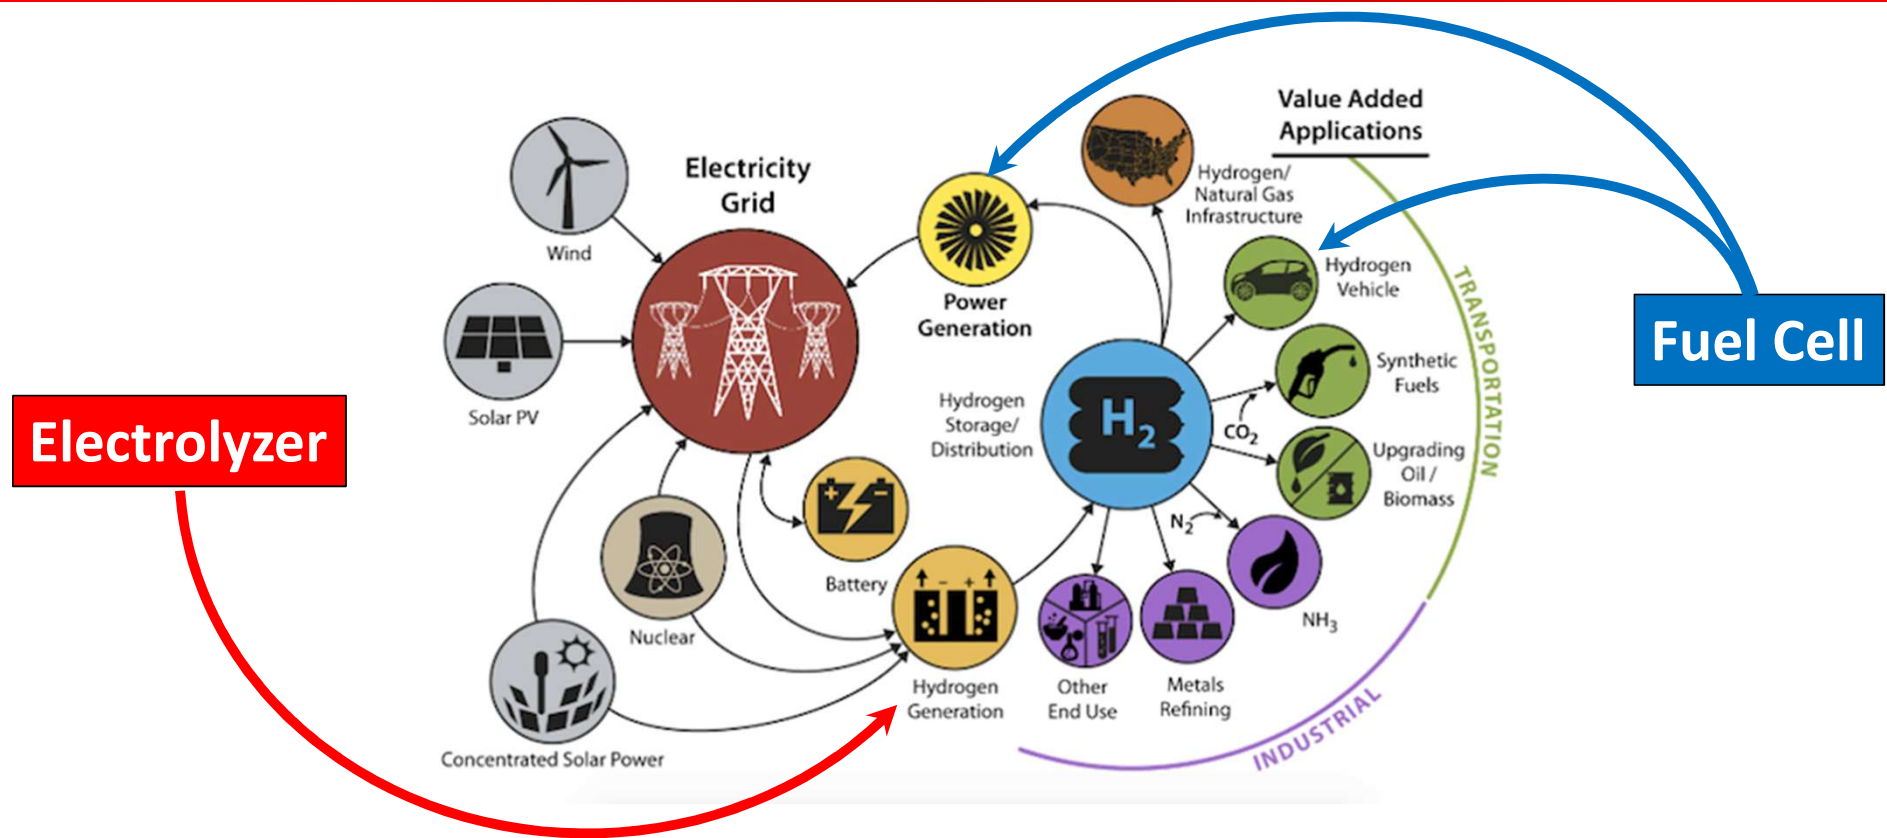 Value Added
Applications
Electricity
Grid
Hydrogen/
Natural Gas
Infrastructure
Wind
Hydrogen
Vehicle
Power
Generation
TRANSPORTATION
Fuel Cell
Synthetic
Fuels
Solar PV
Hydrogen
Storage/
Distribution
H2
CO2
Electrolyzer
Upgrading
Oil /
Biomass
N2
+ -
Battery
- +
NH3
Nuclear
Hydrogen
Generation
Other
End Use
Metals
Refining
INDUSTRIAL
Concentrated Solar Power